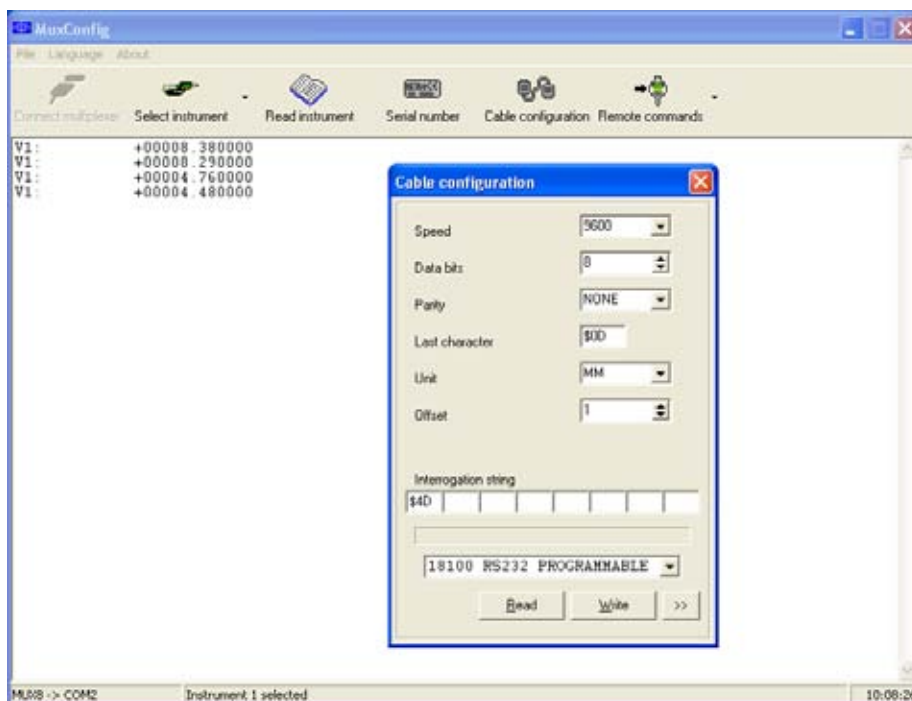 MuxConfig
File Language About
Connect multiplexer Select instrument Read instrument Serial number Cable configuration Remote commands
V1: +00008.380000
V1: +00008.290000
V1: +00004.760000
V1: +00004.480000
Cable configuration
Speed 9600
Data bits 8
Parity NONE
Last character $0D
Unit MM
Offset 1
Interrogation string
$4D
18100 RS232 PROGRAMMABLE
Read Write >>
MUX8 -> COM2 Instrument 1 selected 10:08:26